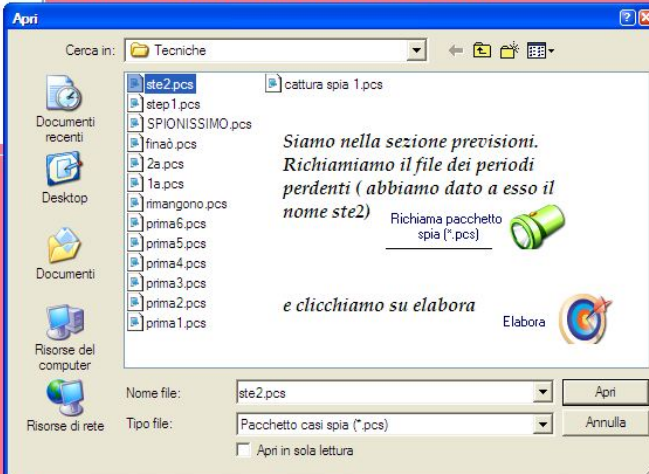 Apri
Cerca in: Tecniche
Documenti
recenti
Desktop
Documenti
Risorse del
computer
Risorse di rete
ste2.pcs
step1.pcs
SPIONISSIMO.pcs
finaò.pcs
2a.pcs
1a.pcs
rimangono.pcs
prima6.pcs
prima5.pcs
prima4.pcs
prima3.pcs
prima2.pcs
prima1.pcs
cattura spia 1.pcs
Siamo nella sezione previsioni.
Richiamiamo il file dei periodi
perdenti ( abbiamo dato a esso il
nome ste2)
Richiama pacchetto
spia (*.pcs)
e clicchiamo su elabora
Elabora
Nome file: ste2.pcs Apri
Tipo file: Pacchetto casi spia (*.pcs) Annulla
Apri in sola lettura